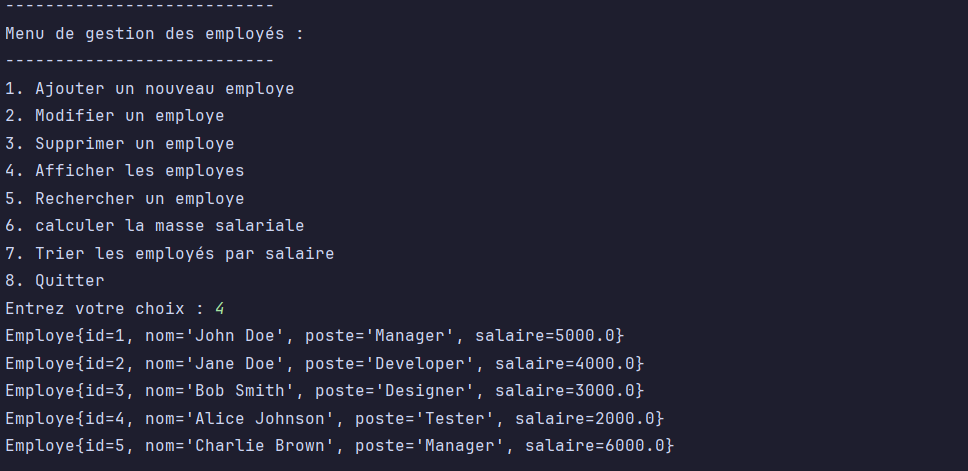 ---------------------------
Menu de gestion des employés :
---------------------------
1. Ajouter un nouveau employe
2. Modifier un employe
3. Supprimer un employe
4. Afficher les employes
5. Rechercher un employe
6. calculer la masse salariale
7. Trier les employés par salaire
8. Quitter
Entrez votre choix : 4
Employe{id=1, nom='John Doe', poste='Manager', salaire=5000.0}
Employe{id=2, nom='Jane Doe', poste='Developer', salaire=4000.0}
Employe{id=3, nom='Bob Smith', poste='Designer', salaire=3000.0}
Employe{id=4, nom='Alice Johnson', poste='Tester', salaire=2000.0}
Employe{id=5, nom='Charlie Brown', poste='Manager', salaire=6000.0}